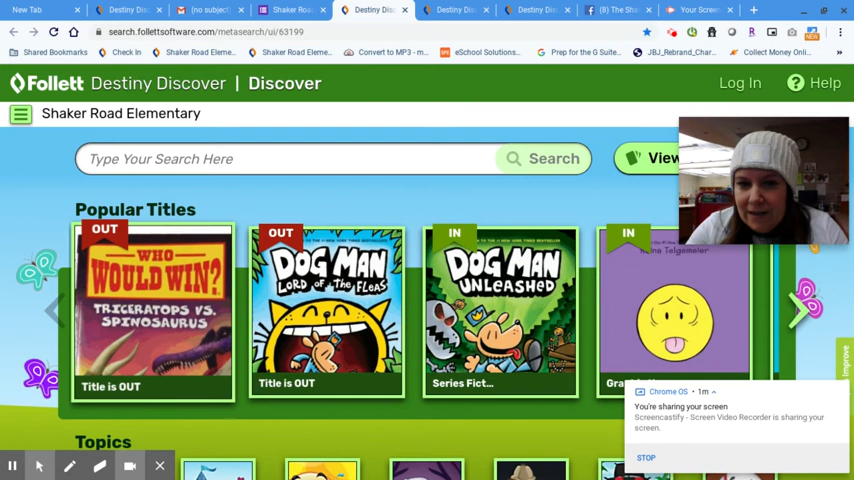 New Tab
Destiny Disc
(no subject)
Shaker Road
Destiny Disc
Destiny Disc
Destiny Disc
(8) The Sha
Your Screen
search.follettsoftware.com/metasearch/ui/63199
Shared Bookmarks
Check In
Shaker Road Eleme...
Shaker Road Eleme...
Convert to MP3 - m...
eSchool Solutions...
Prep for the G Suite...
JBJ_Rebrand_Char...
Collect Money Onli...
Follett Destiny Discover | Discover
Log In
Help
Shaker Road Elementary
Type Your Search Here
Search
View
Popular Titles
OUT
WHO WOULD WIN?
TRICERATOPS VS.
SPINOSAURUS
Title is OUT
OUT
DOG MAN
LORD OF THE FLEAS
Title is OUT
IN
DOG MAN
UNLEASHED
Series Fict...
IN
Raina Telgemeier
Improve
Chrome OS • 1m
You're sharing your screen
Screencastify - Screen Video Recorder is sharing your
screen.
STOP
Topics